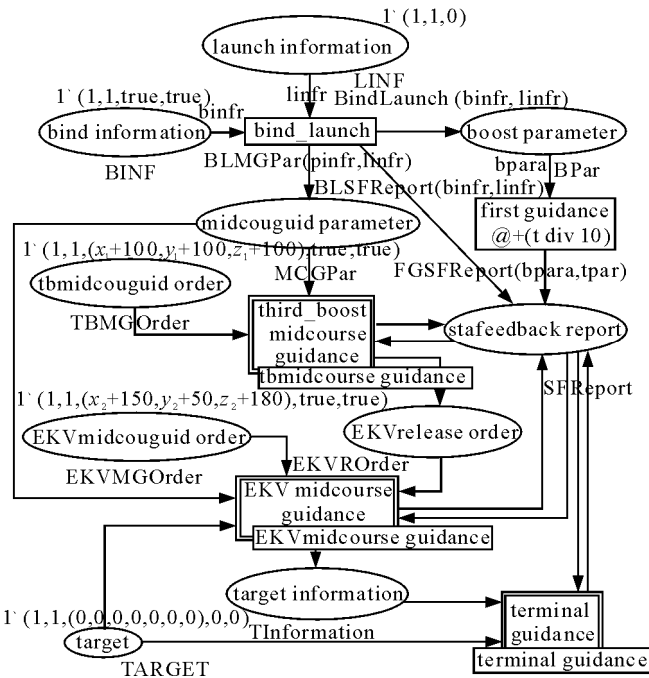 1`(1,1,0)
launch information
LINF
linfr
1`(1,1,true,true)
binfr
BindLaunch (binfr, linfr)
bind information
bind_launch
boost parameter
BINF
BLMGPar(pinfr,linfr)
bpara
BPar
BLSFReport(binfr,linfr)
midcouguid parameter
first guidance
@+(t div 10)
1`(1,1,(x₁+100,y₁+100,z₁+100),true,true)
MCGPar
FGSFReport(bpara,tpar)
tbmidcouguid order
TBMGOrder
third_boost
midcourse
guidance
tbmidcourse guidance
stafeedback report
SFReport
1`(1,1,(x₂+150,y₂+50,z₂+180),true,true)
EKVmidcouguid order
EKVrelease order
EKVMGOrder
EKVROrder
EKV midcourse
guidance
EKVmidcourse guidance
target information
1`(1,1,(0,0,0,0,0,0,0),0,0)
TInformation
target
TARGET
terminal
guidance
terminal guidance